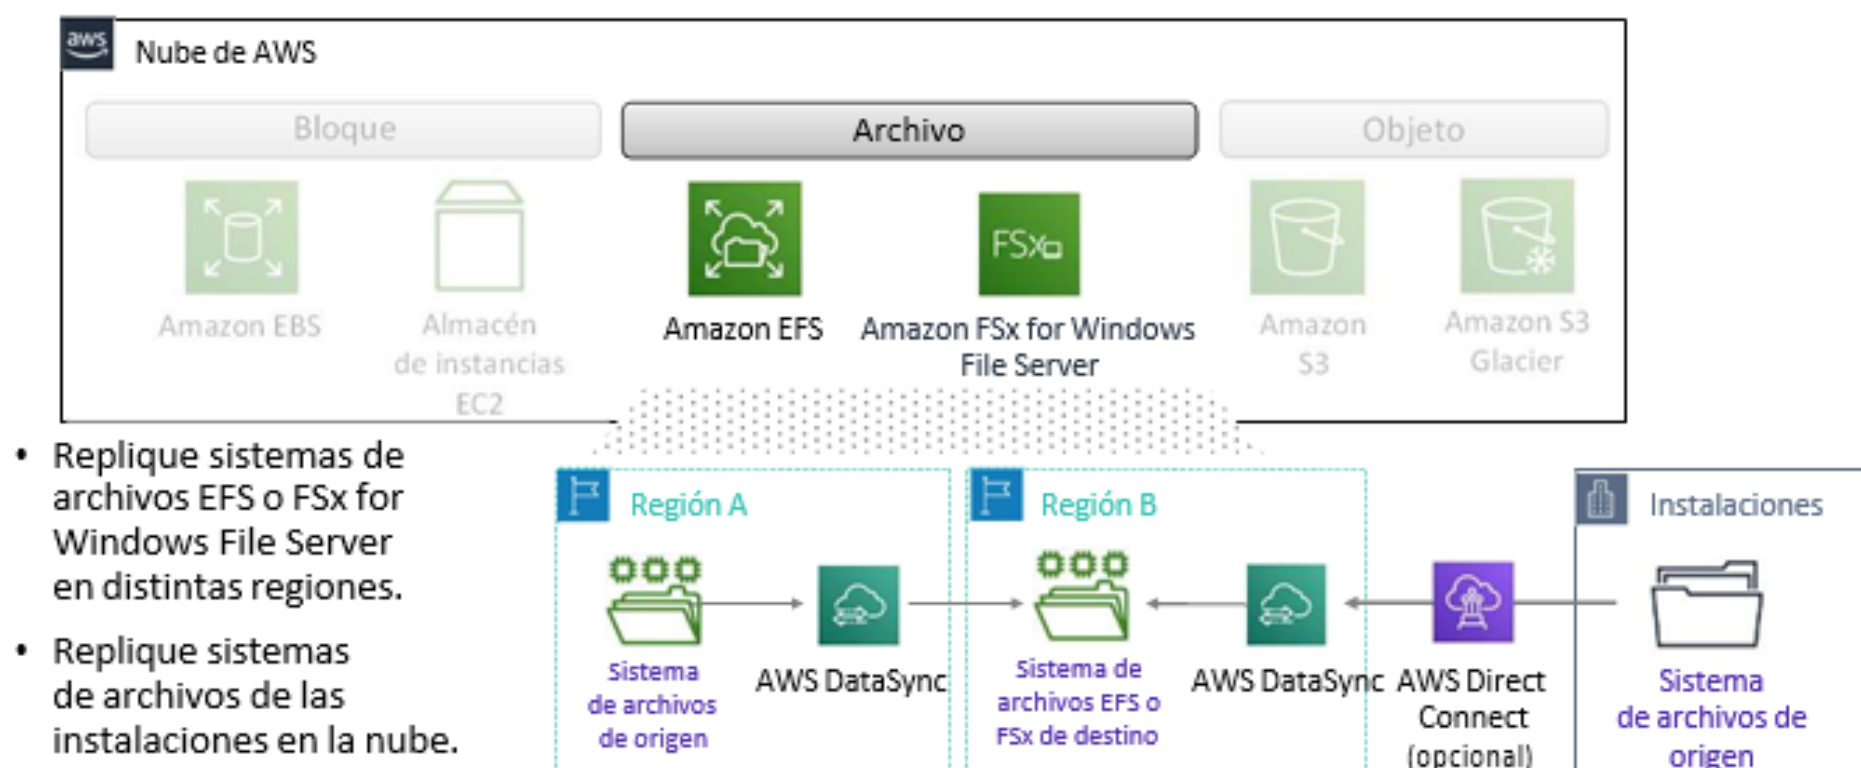 aws
Nube de AWS
Bloque
Archivo
Objeto
Amazon EBS
Almacén
de instancias
EC2
Amazon EFS
FSx
Amazon FSx for Windows
File Server
Amazon
S3
Amazon S3
Glacier
• Replique sistemas de
archivos EFS o FSx for
Windows File Server
en distintas regiones.
• Replique sistemas
de archivos de las
instalaciones en la nube.
Región A
Sistema
de archivos
de origen
AWS DataSync
Región B
Sistema de
archivos EFS o
FSx de destino
AWS DataSync
AWS Direct
Connect
(opcional)
Instalaciones
Sistema
de archivos de
origen